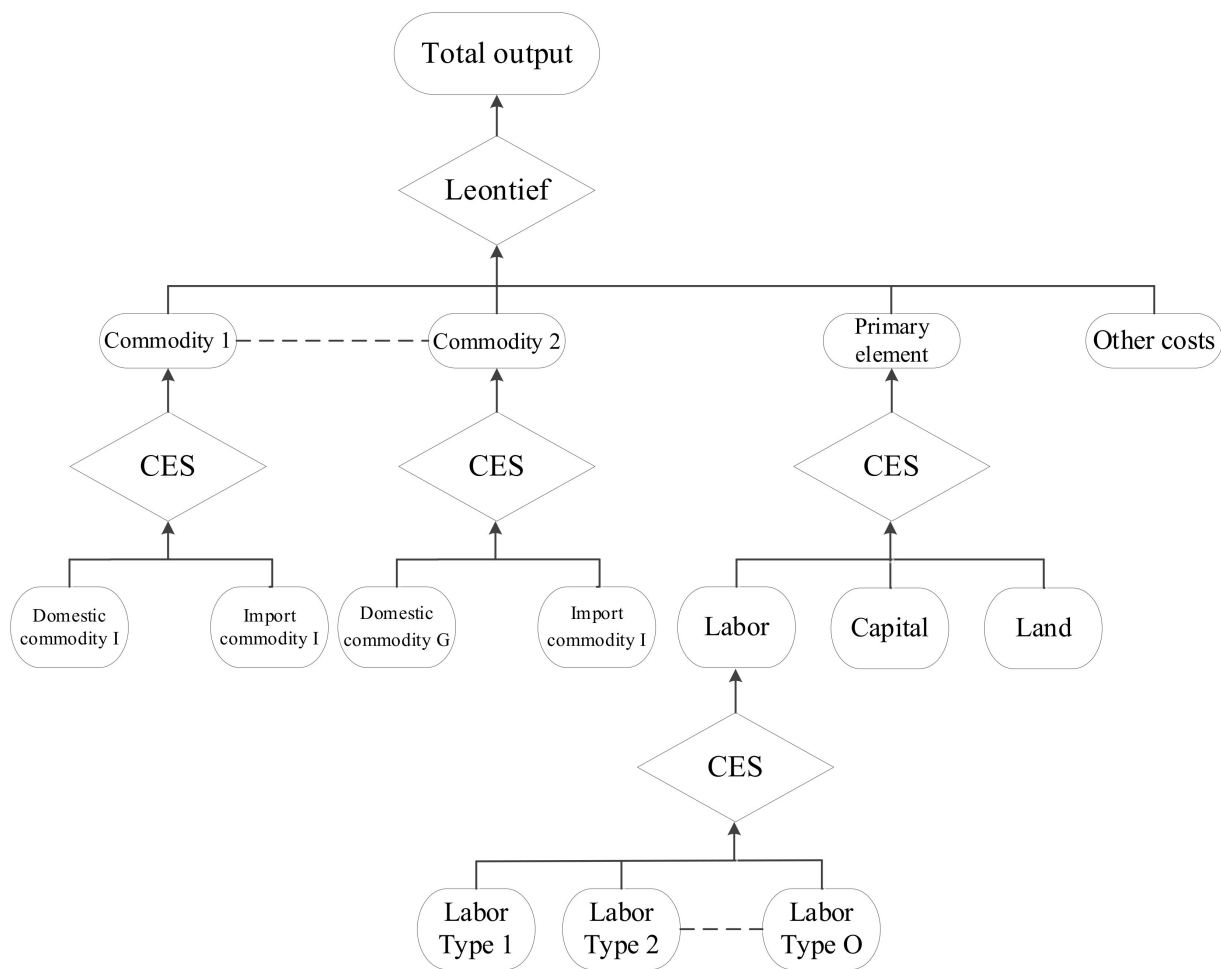 Total output
Leontief
Commodity 1
Commodity 2
Primary
element
Other costs
CES
CES
CES
Domestic
commodity I
Import
commodity I
Domestic
commodity G
Import
commodity I
Labor
Capital
Land
CES
Labor
Type 1
Labor
Type 2
Labor
Type O